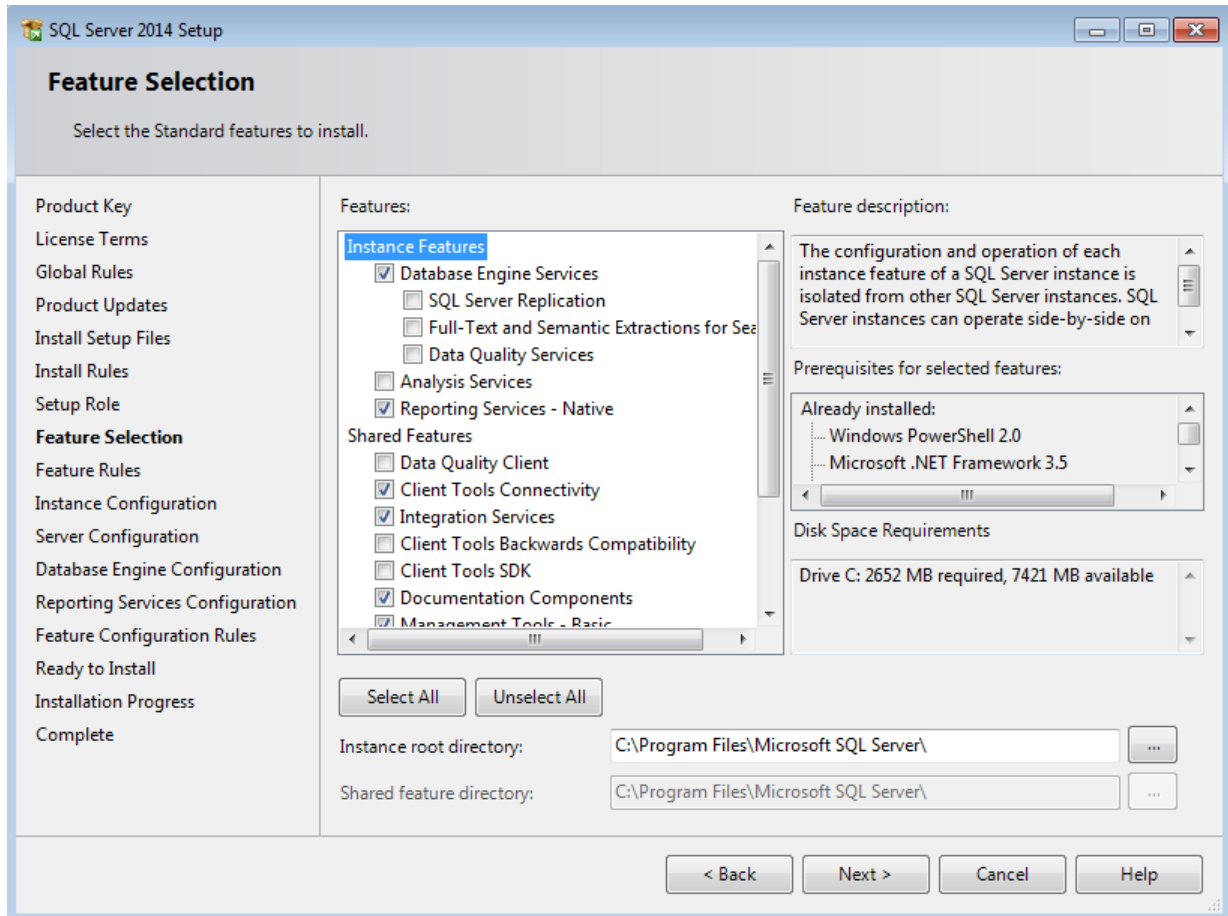 SQL Server 2014 Setup
Feature Selection
Select the Standard features to install.
Product Key
License Terms
Global Rules
Product Updates
Install Setup Files
Install Rules
Setup Role
Feature Selection
Feature Rules
Instance Configuration
Server Configuration
Database Engine Configuration
Reporting Services Configuration
Feature Configuration Rules
Ready to Install
Installation Progress
Complete
Features:
Instance Features
Database Engine Services
SQL Server Replication
Full-Text and Semantic Extractions for Sea
Data Quality Services
Analysis Services
Reporting Services - Native
Shared Features
Data Quality Client
Client Tools Connectivity
Integration Services
Client Tools Backwards Compatibility
Client Tools SDK
Documentation Components
Management Tools - Basic
Feature description:
The configuration and operation of each
instance feature of a SQL Server instance is
isolated from other SQL Server instances. SQL
Server instances can operate side-by-side on
Prerequisites for selected features:
Already installed:
Windows PowerShell 2.0
Microsoft .NET Framework 3.5
Disk Space Requirements
Drive C: 2652 MB required, 7421 MB available
Select All
Unselect All
Instance root directory:
C:\Program Files\Microsoft SQL Server\
...
Shared feature directory:
C:\Program Files\Microsoft SQL Server\
...
< Back
Next >
Cancel
Help